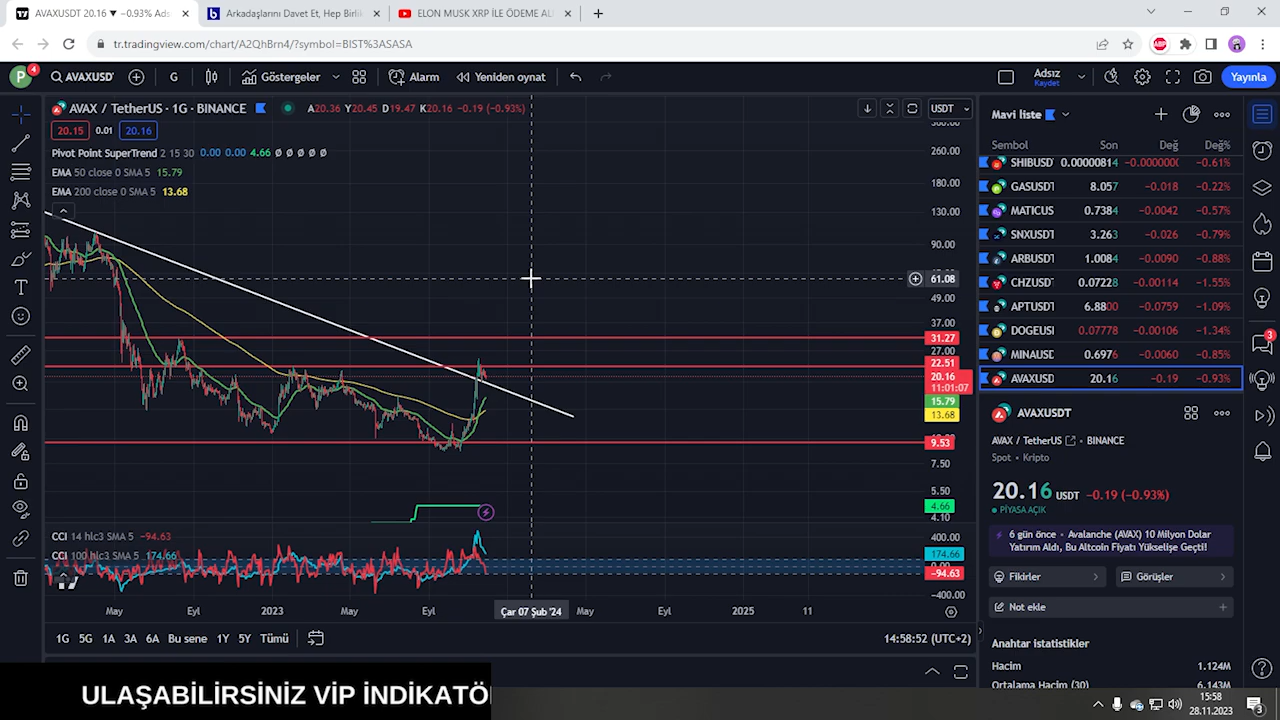 AVAXUSDT 20.16 ▼ −0.93% Ads
Arkadaşlarını Davet Et, Hep Birlik
ELON MUSK XRP İLE ÖDEME AL
tr.tradingview.com/chart/A2QhBrn4/?symbol=BIST%3ASASA
P 4
AVAXUSD
G
Göstergeler
Alarm
Yeniden oynat
Adsız
Kaydet
Yayınla
AVAX / TetherUS · 1G · BINANCE
A20.36 Y20.45 D19.47 K20.16 −0.19 (−0.93%)
USDT
20.15 0.01 20.16
Pivot Point SuperTrend 2 15 30 0.00 0.00 4.66 Ø Ø Ø Ø Ø
EMA 50 close 0 SMA 5 15.79
EMA 200 close 0 SMA 5 13.68
260.00
180.00
130.00
90.00
61.08
49.00
37.00
31.27
27.00
22.51
20.16
11:01:07
15.79
13.68
9.53
7.50
5.50
4.66
4.10
CCI 14 hlc3 SMA 5 −94.63
CCI 100 hlc3 SMA 5 174.66
400.00
174.66
0.00
−94.63
−400.00
May Eyl 2023 May Eyl Çar 07 Şub '24 May Eyl 2025 11
1G 5G 1A 3A 6A Bu sene 1Y 5Y Tümü
14:58:52 (UTC+2)
Mavi liste
Sembol Son Değ Değ%
SHIBUSD 0.00000814 −0.0000000 −0.61%
GASUSDT 8.057 −0.018 −0.22%
MATICUS 0.7384 −0.0042 −0.57%
SNXUSDT 3.263 −0.026 −0.79%
ARBUSDT 1.0084 −0.0090 −0.88%
CHZUSDT 0.07228 −0.00114 −1.55%
APTUSDT 6.8800 −0.0759 −1.09%
DOGEUSI 0.07778 −0.00106 −1.34%
MINAUSD 0.6976 −0.0060 −0.85%
AVAXUSD 20.16 −0.19 −0.93%
3
AVAXUSDT
AVAX / TetherUS · BINANCE
Spot · Kripto
20.16 USDT −0.19 (−0.93%)
PİYASA AÇIK
6 gün önce · Avalanche (AVAX) 10 Milyon Dolar
Yatırım Aldı, Bu Altcoin Fiyatı Yükselişe Geçti!
Fikirler
Görüşler
Not ekle
Anahtar istatistikler
Hacim 1.124M
Ortalama Hacim (30) 6.143M
ULAŞABİLİRSİNİZ VİP İNDİKATÖ
15:58
28.11.2023
3